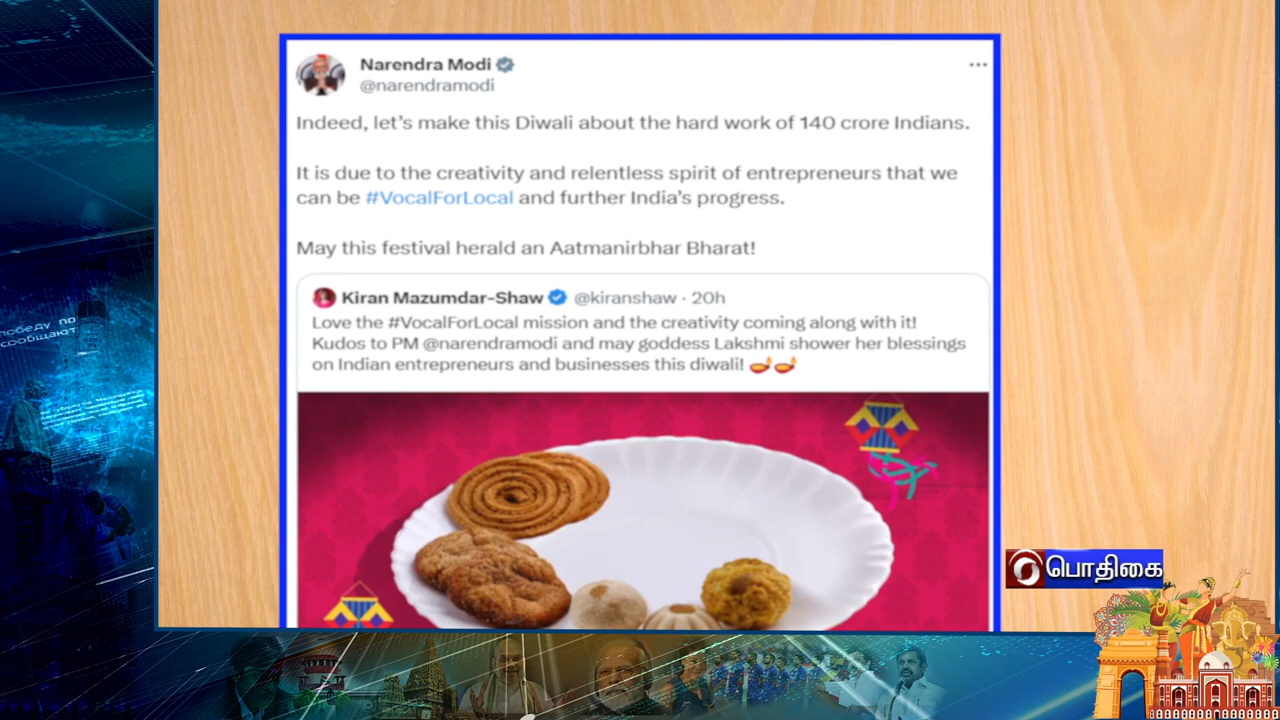 Narendra Modi
@narendramodi
Indeed, let's make this Diwali about the hard work of 140 crore Indians.
It is due to the creativity and relentless spirit of entrepreneurs that we
can be #VocalForLocal and further India's progress.
May this festival herald an Aatmanirbhar Bharat!
Kiran Mazumdar-Shaw @kiranshaw · 20h
Love the #VocalForLocal mission and the creativity coming along with it!
Kudos to PM @narendramodi and may goddess Lakshmi shower her blessings
on Indian entrepreneurs and businesses this diwali! 🪔🪔
பொதிகை
победу по
сообщают